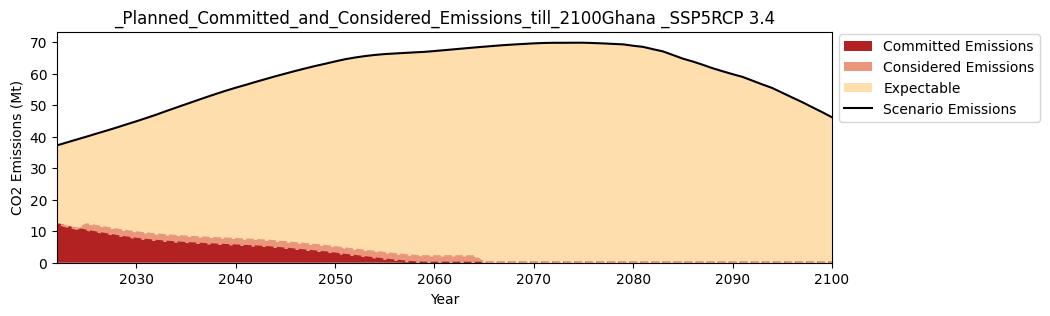 _Planned_Committed_and_Considered_Emissions_till_2100Ghana _SSP5RCP 3.4
CO2 Emissions (Mt)
70
60
50
40
30
20
10
0
2030
2040
2050
2060
2070
2080
2090
2100
Year
Committed Emissions
Considered Emissions
Expectable
Scenario Emissions